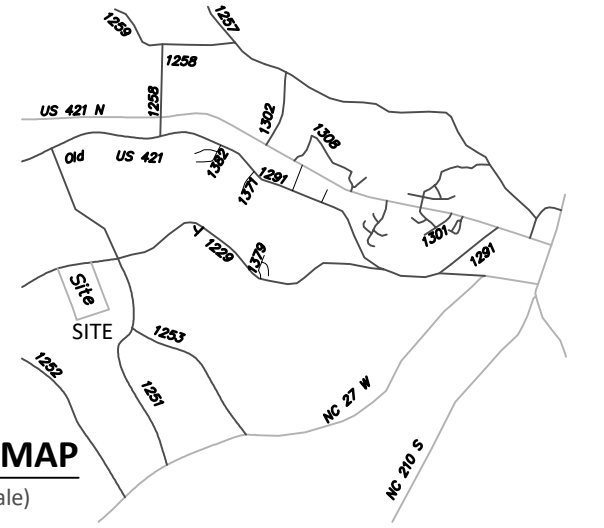 1259
1257
1258
1258
US 421 N
1302
1308
Old US 421
1382
1371
1291
1301
1291
1229
1379
Site
SITE
1253
1252
1251
NC 27 W
NC 210 S
MAP
ale)